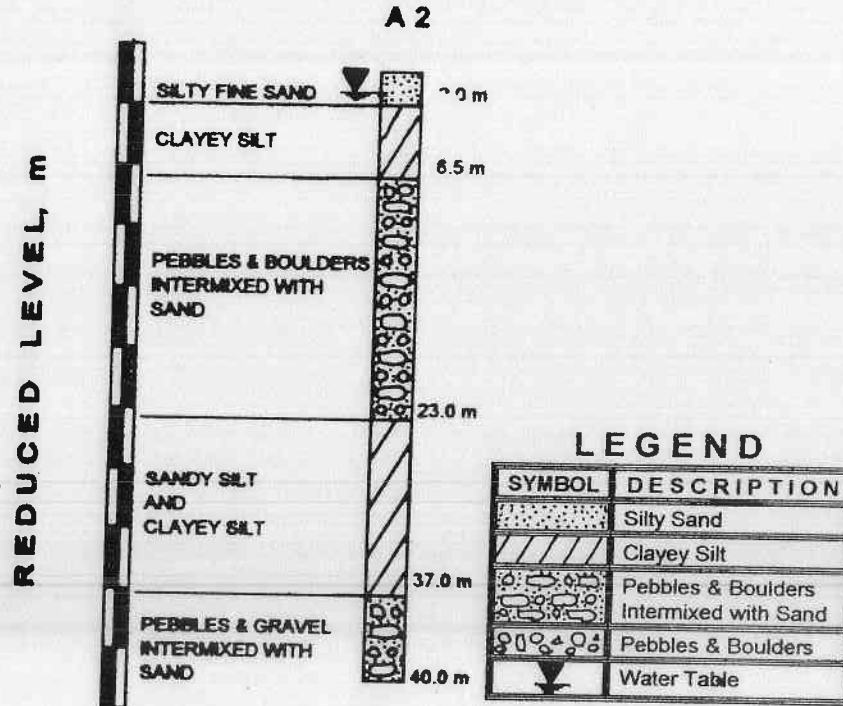 A 2
SILTY FINE SAND
CLAYEY SILT
6.5 m
PEBBLES & BOULDERS
INTERMIXED WITH
SAND
23.0 m
SANDY SILT
AND
CLAYEY SILT
37.0 m
PEBBLES & GRAVEL
INTERMIXED WITH
SAND
40.0 m
REDUCED LEVEL, m
LEGEND
SYMBOL DESCRIPTION
Silty Sand
Clayey Silt
Pebbles & Boulders
Intermixed with Sand
Pebbles & Boulders
Water Table